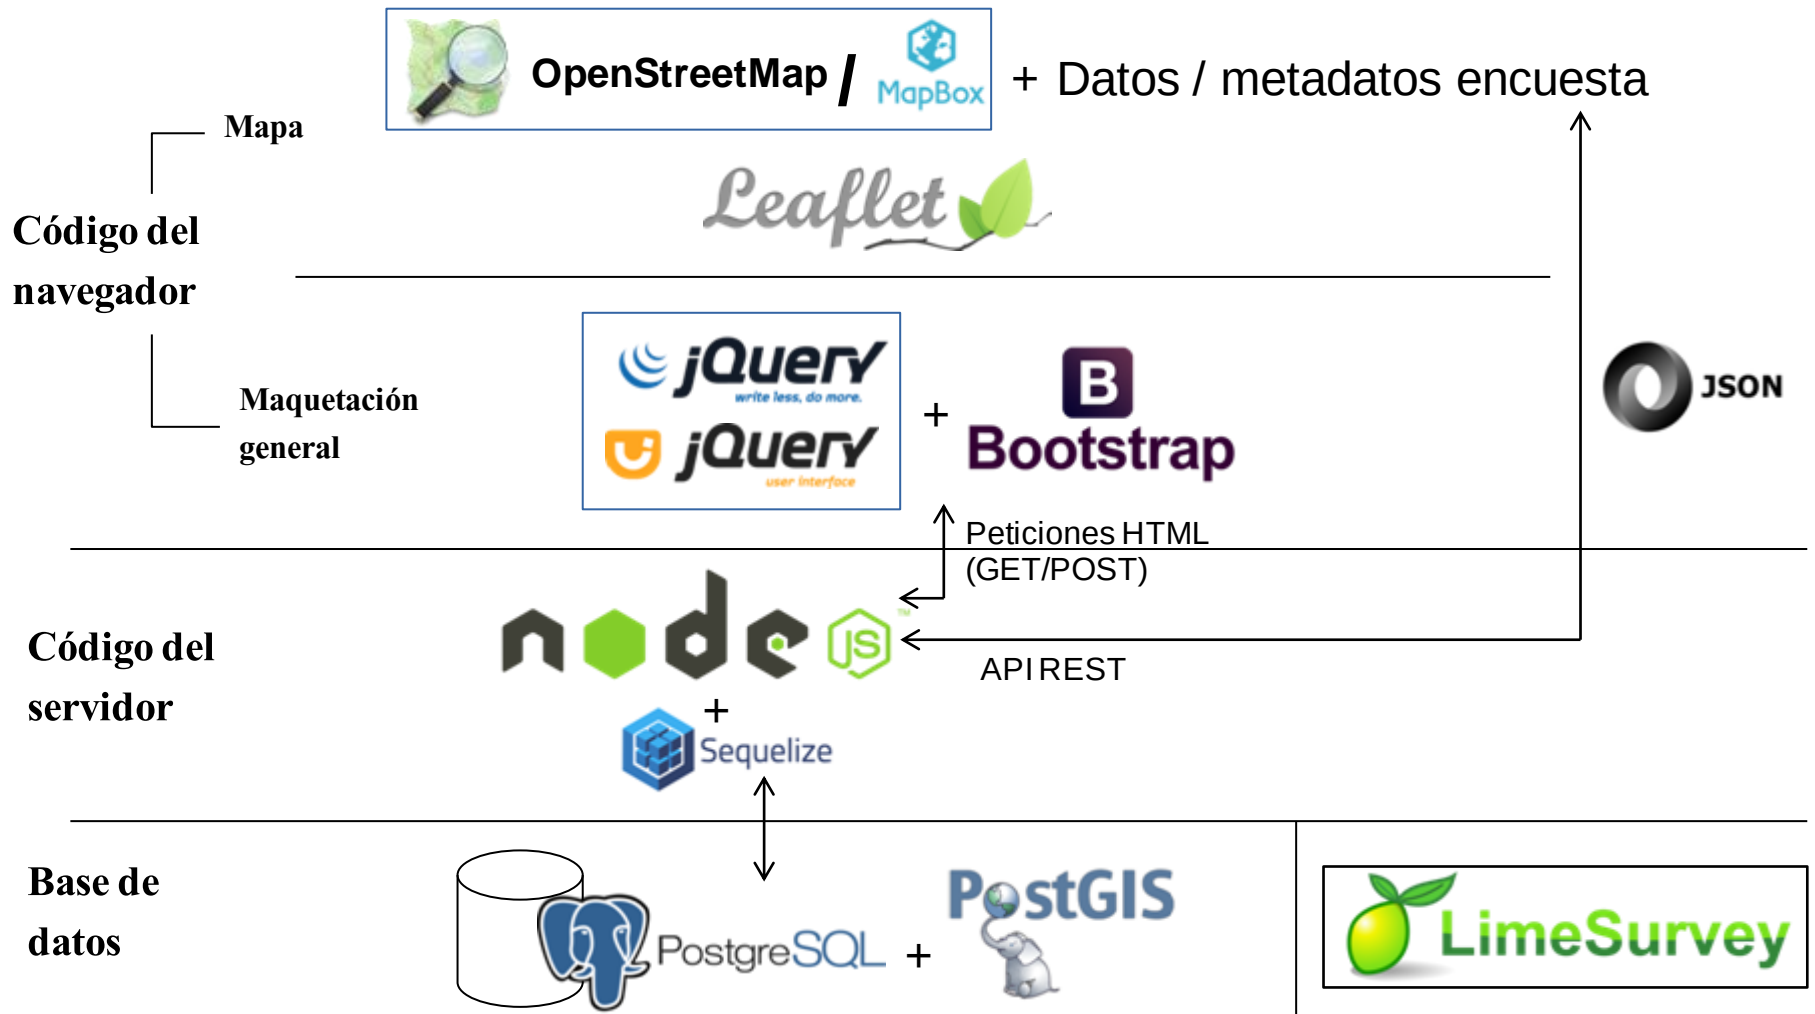 OpenStreetMap / MapBox + Datos / metadatos encuesta
Mapa
Leaflet
Código del
navegador
jQuery
write less, do more.
jQuery
user interface
+
B
Bootstrap
JSON
Maquetación
general
Peticiones HTML
(GET/POST)
node JS ™
API REST
Código del
servidor
+
Sequelize
Base de
datos
PostgreSQL + PostGIS
LimeSurvey